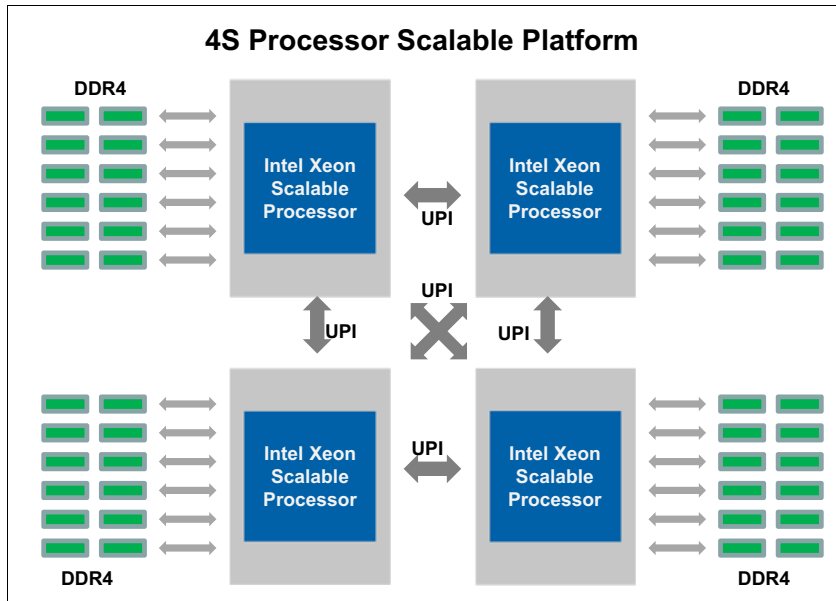 4S Processor Scalable Platform
DDR4
DDR4
Intel Xeon
Scalable
Processor
Intel Xeon
Scalable
Processor
UPI
UPI
UPI
UPI
Intel Xeon
Scalable
Processor
Intel Xeon
Scalable
Processor
UPI
DDR4
DDR4